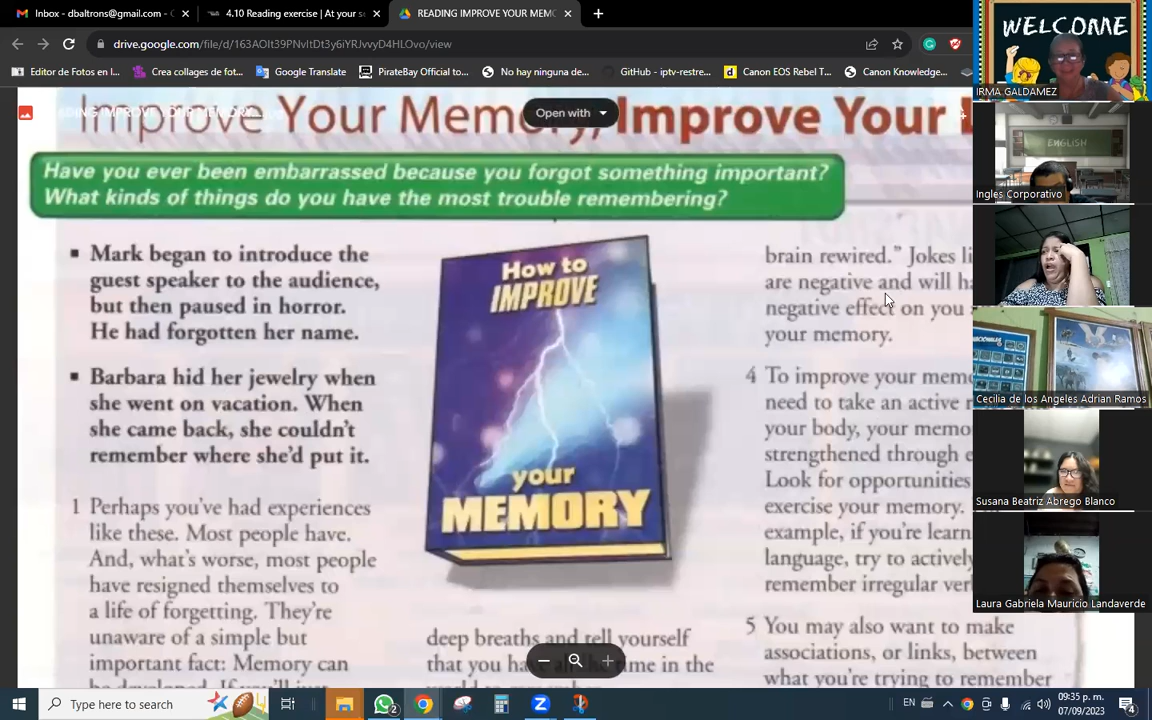 Inbox - dbaltrons@gmail.com -
4.10 Reading exercise | At your s
READING IMPROVE YOUR MEMO
drive.google.com/file/d/163AOIt39PNvItDt3y6iYRJvvyD4HLOvo/view
Editor de Fotos en l...
Crea collages de fot...
Google Translate
PirateBay Official to...
No hay ninguna de...
GitHub - iptv-restre...
Canon EOS Rebel T...
Canon Knowledge...
Improve Your Memory, Improve Your
Open with
Have you ever been embarrassed because you forgot something important?
What kinds of things do you have the most trouble remembering?
▪ Mark began to introduce the
guest speaker to the audience,
but then paused in horror.
He had forgotten her name.
▪ Barbara hid her jewelry when
she went on vacation. When
she came back, she couldn't
remember where she'd put it.
1 Perhaps you've had experiences
like these. Most people have.
And, what's worse, most people
have resigned themselves to
a life of forgetting. They're
unaware of a simple but
important fact: Memory can
How to
IMPROVE
your
MEMORY
deep breaths and tell yourself
that you have time in the
brain rewired." Jokes li
are negative and will ha
negative effect on you
your memory.
4 To improve your mem
need to take an active
your body, your memo
strengthened through e
Look for opportunities
exercise your memory.
example, if you're learn
language, try to actively
remember irregular ver
5 You may also want to make
associations, or links, between
what you're trying to remember
WELCOME
IRMA GALDAMEZ
ENGLISH
Ingles Corporativo
Cecilia de los Angeles Adrian Ramos
Susana Beatriz Abrego Blanco
Laura Gabriela Mauricio Landaverde
Type here to search
2
EN
09:35 p. m.
07/09/2023
4